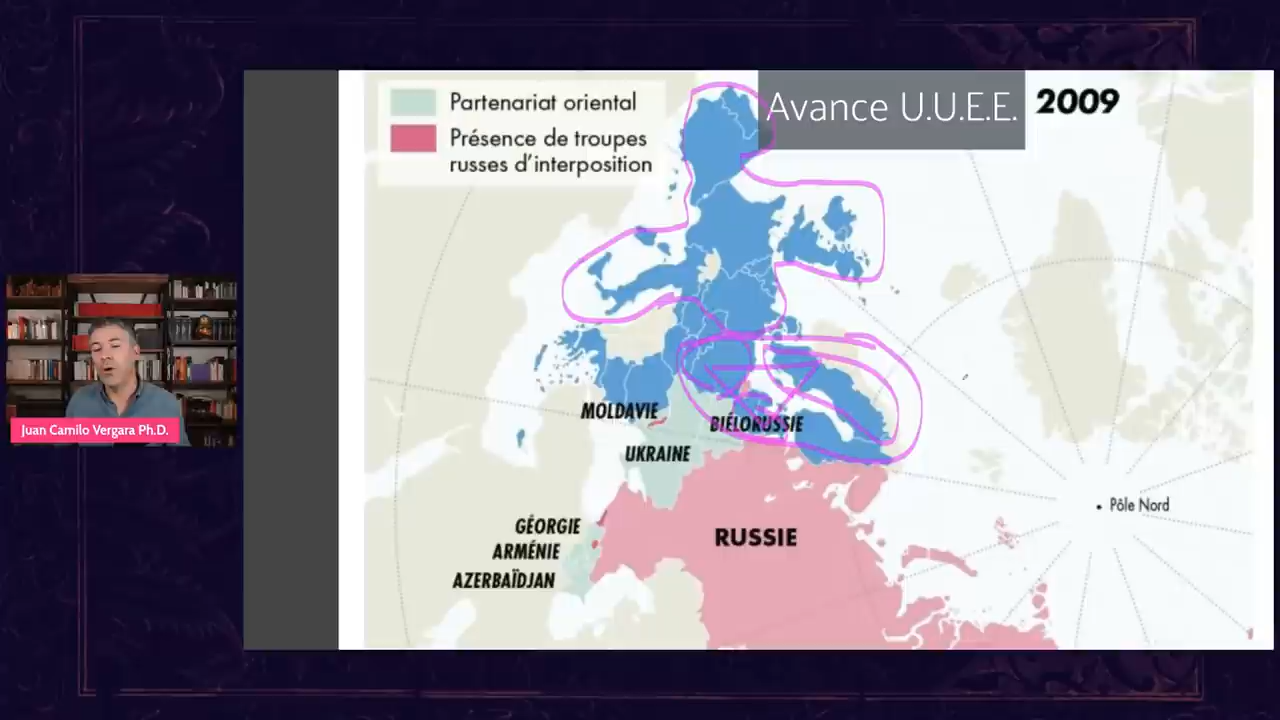 Partenariat oriental
Présence de troupes
russes d'interposition
Avance U.U.E.E.
2009
MOLDAVIE
BIÉLORUSSIE
UKRAINE
Pôle Nord
GÉORGIE
RUSSIE
ARMÉNIE
AZERBAÏDJAN
Juan Camilo Vergara Ph.D.